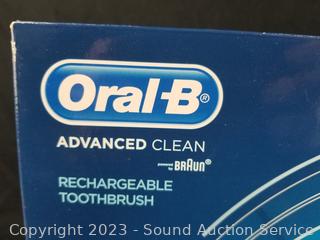 Oral-B®
ADVANCED CLEAN
powered by BRAUN®
RECHARGEABLE
TOOTHBRUSH
Copyright 2023 - Sound Auction Service